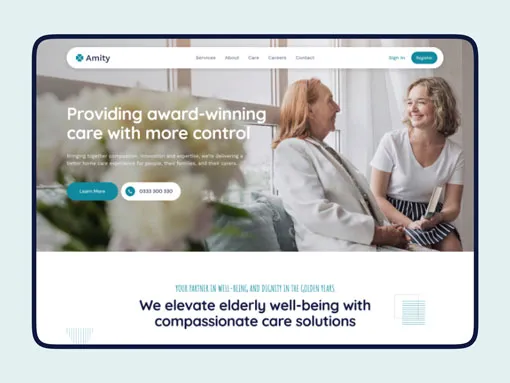 Amity
Services About Care Careers Contact
Sign In Register
Providing award-winning
care with more control
Bringing together compassion, innovation and expertise, we're delivering a
better home care experience for people, their families, and their carers.
Learn More 0333 300 330
YOUR PARTNER IN WELL-BEING AND DIGNITY IN THE GOLDEN YEARS
We elevate elderly well-being with
compassionate care solutions